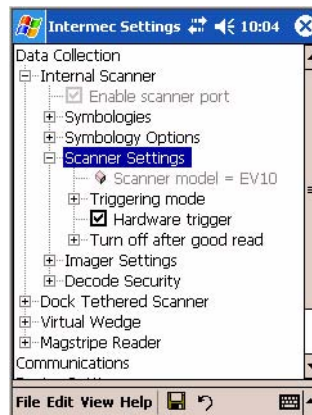 Intermec Settings 10:04
Data Collection
Internal Scanner
Enable scanner port
Symbologies
Symbology Options
Scanner Settings
Scanner model = EV10
Triggering mode
Hardware trigger
Turn off after good read
Imager Settings
Decode Security
Dock Tethered Scanner
Virtual Wedge
Magstripe Reader
Communications
File Edit View Help